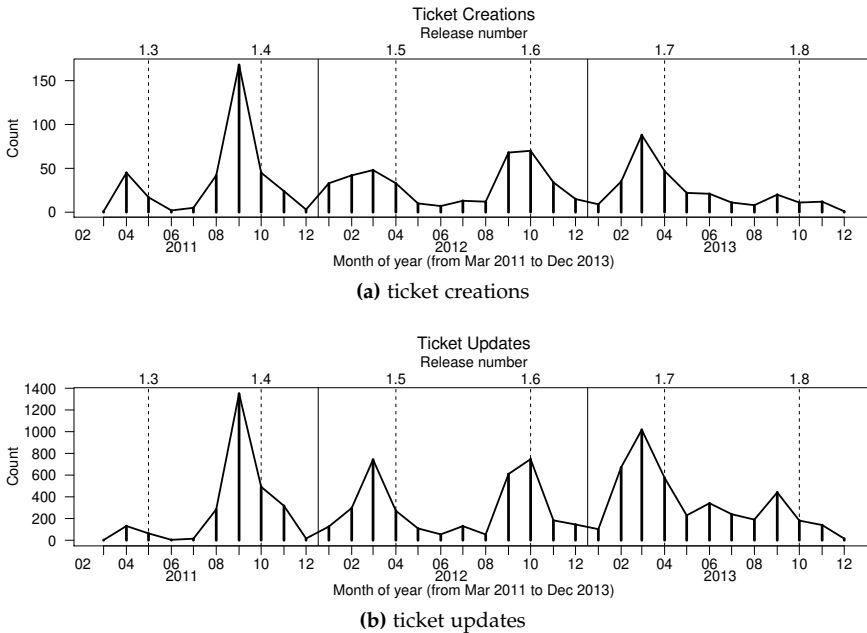 Ticket Creations
Release number
1.3 1.4 1.5 1.6 1.7 1.8
150
100
50
0
Count
02 04 06 08 10 12 02 04 06 08 10 12 02 04 06 08 10 12
2011 2012 2013
Month of year (from Mar 2011 to Dec 2013)
(a) ticket creations
Ticket Updates
Release number
1.3 1.4 1.5 1.6 1.7 1.8
1400
1200
1000
800
600
400
200
0
Count
02 04 06 08 10 12 02 04 06 08 10 12 02 04 06 08 10 12
2011 2012 2013
Month of year (from Mar 2011 to Dec 2013)
(b) ticket updates